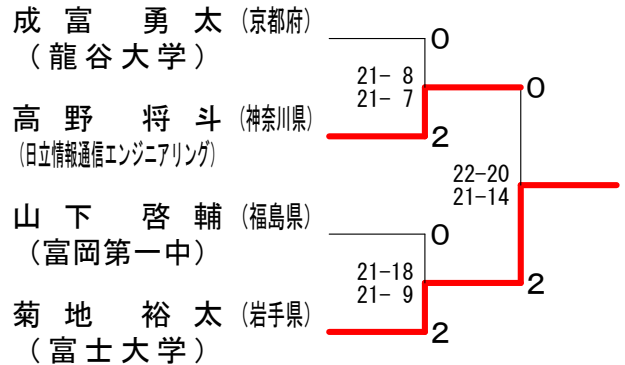 成富 勇太 (京都府)
(龍谷大学)
高野 将斗 (神奈川県)
(日立情報通信エンジニアリング)
山下 啓輔 (福島県)
(富岡第一中)
菊地 裕太 (岩手県)
(富士大学)
0
21- 8
21- 7
2
0
22-20
21-14
0
21-18
21- 9
2
2